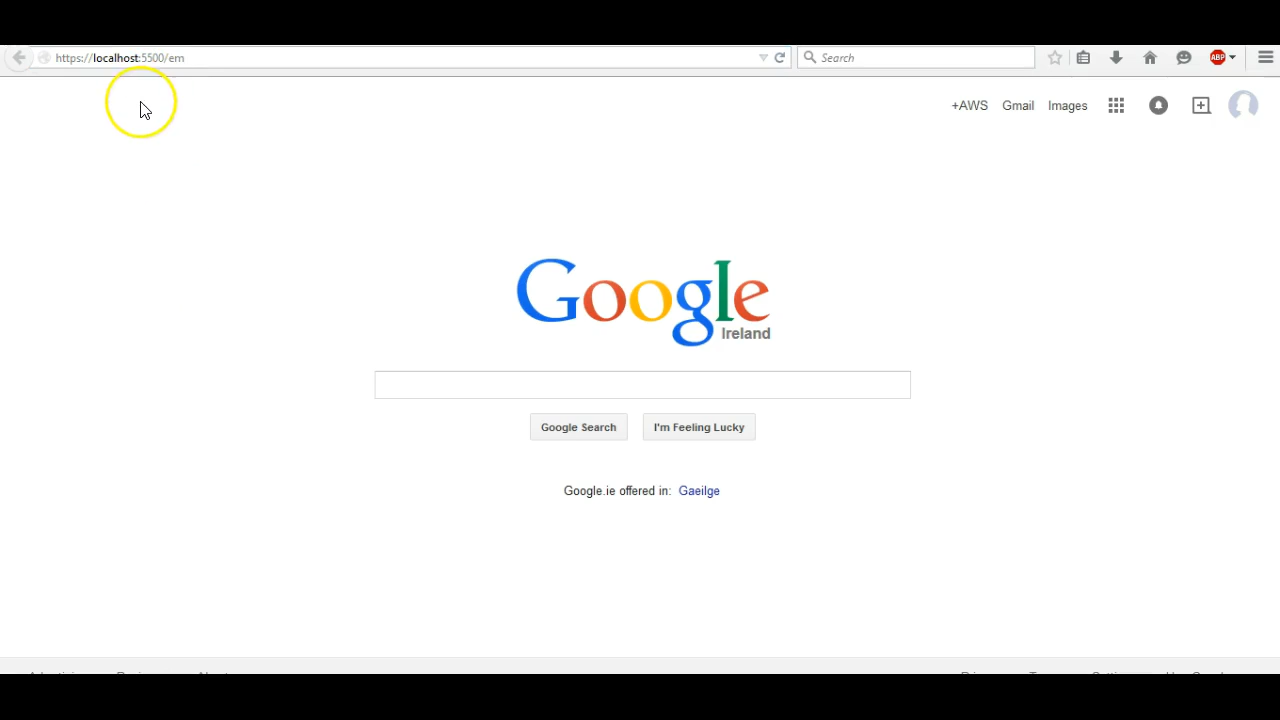 https://localhost:5500/em
Search
ABP
+AWS Gmail Images
Google
Ireland
Google Search I'm Feeling Lucky
Google.ie offered in: Gaeilge